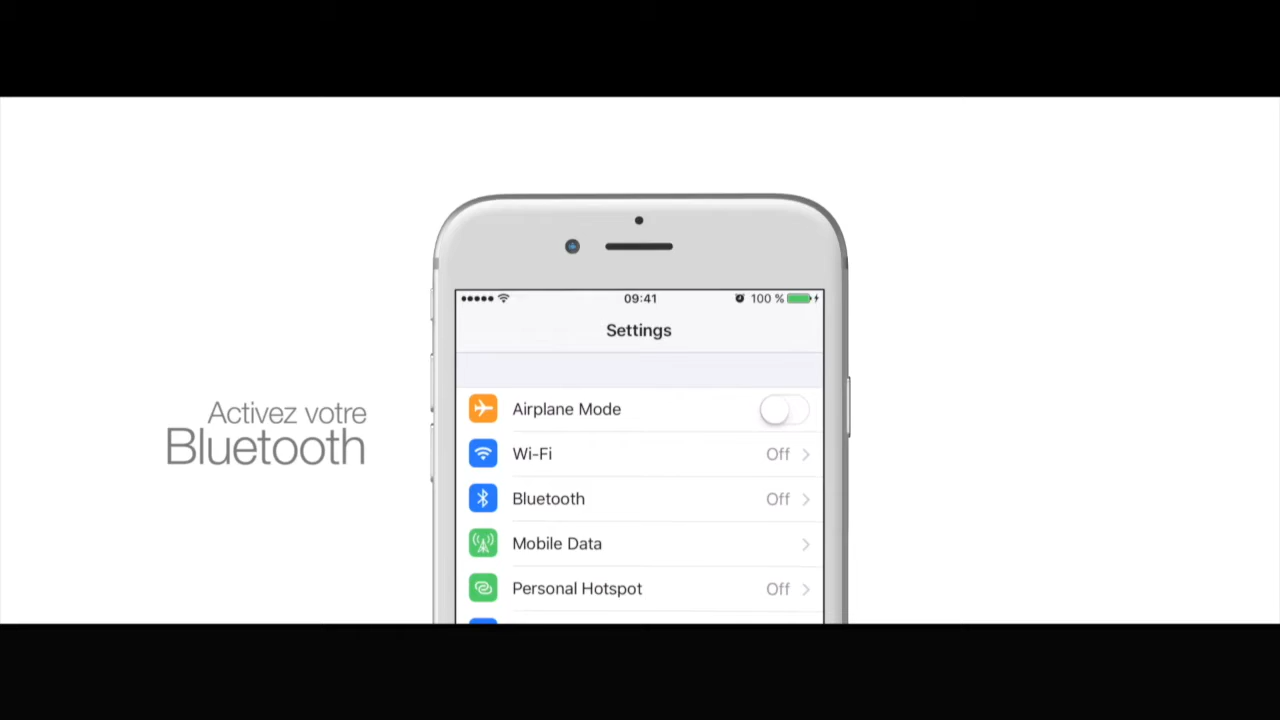 09:41
100 %
Settings
Activez votre
Bluetooth
Airplane Mode
Wi-Fi Off
Bluetooth Off
Mobile Data
Personal Hotspot Off